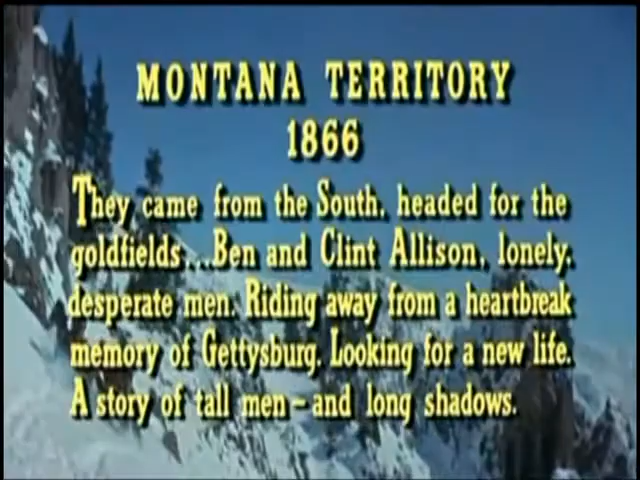 MONTANA TERRITORY
1866
They came from the South, headed for the
goldfields...Ben and Clint Allison, lonely,
desperate men. Riding away from a heartbreak
memory of Gettysburg. Looking for a new life.
A story of tall men - and long shadows.